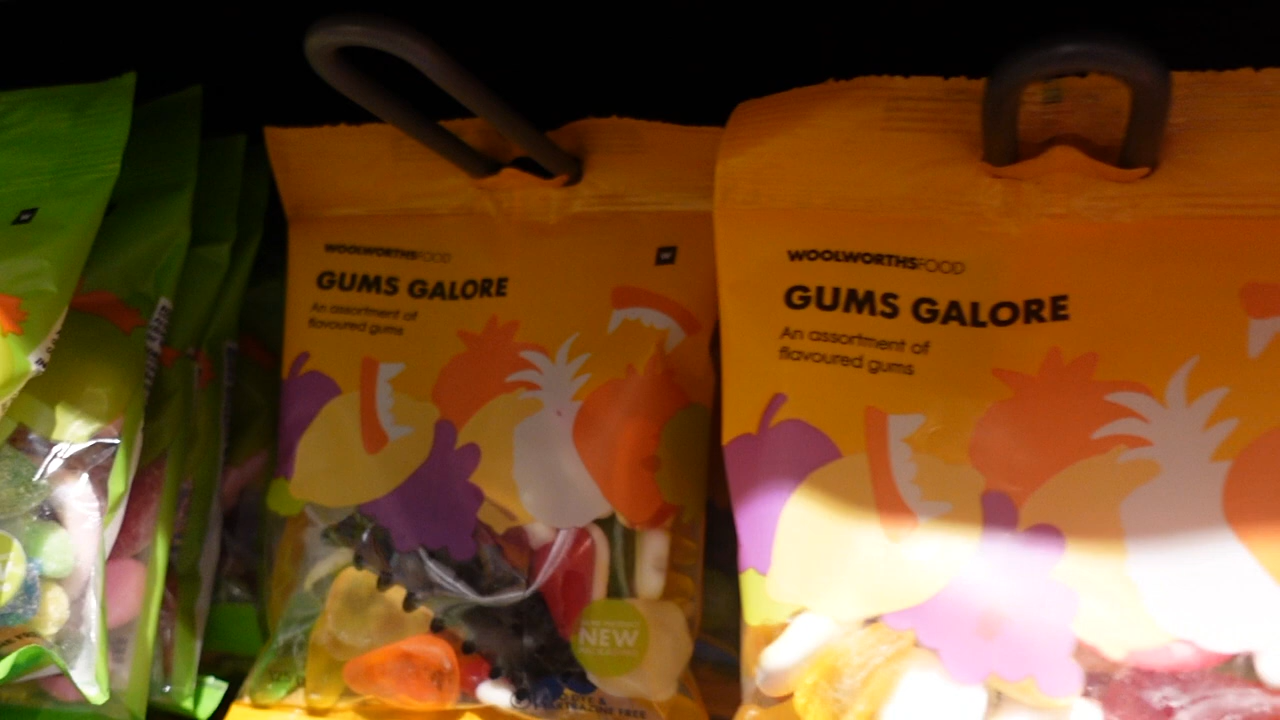 WOOLWORTHSFOOD
W
GUMS GALORE
An assortment of
flavoured gums
NEW
WOOLWORTHSFOOD
GUMS GALORE
An assortment of
flavoured gums